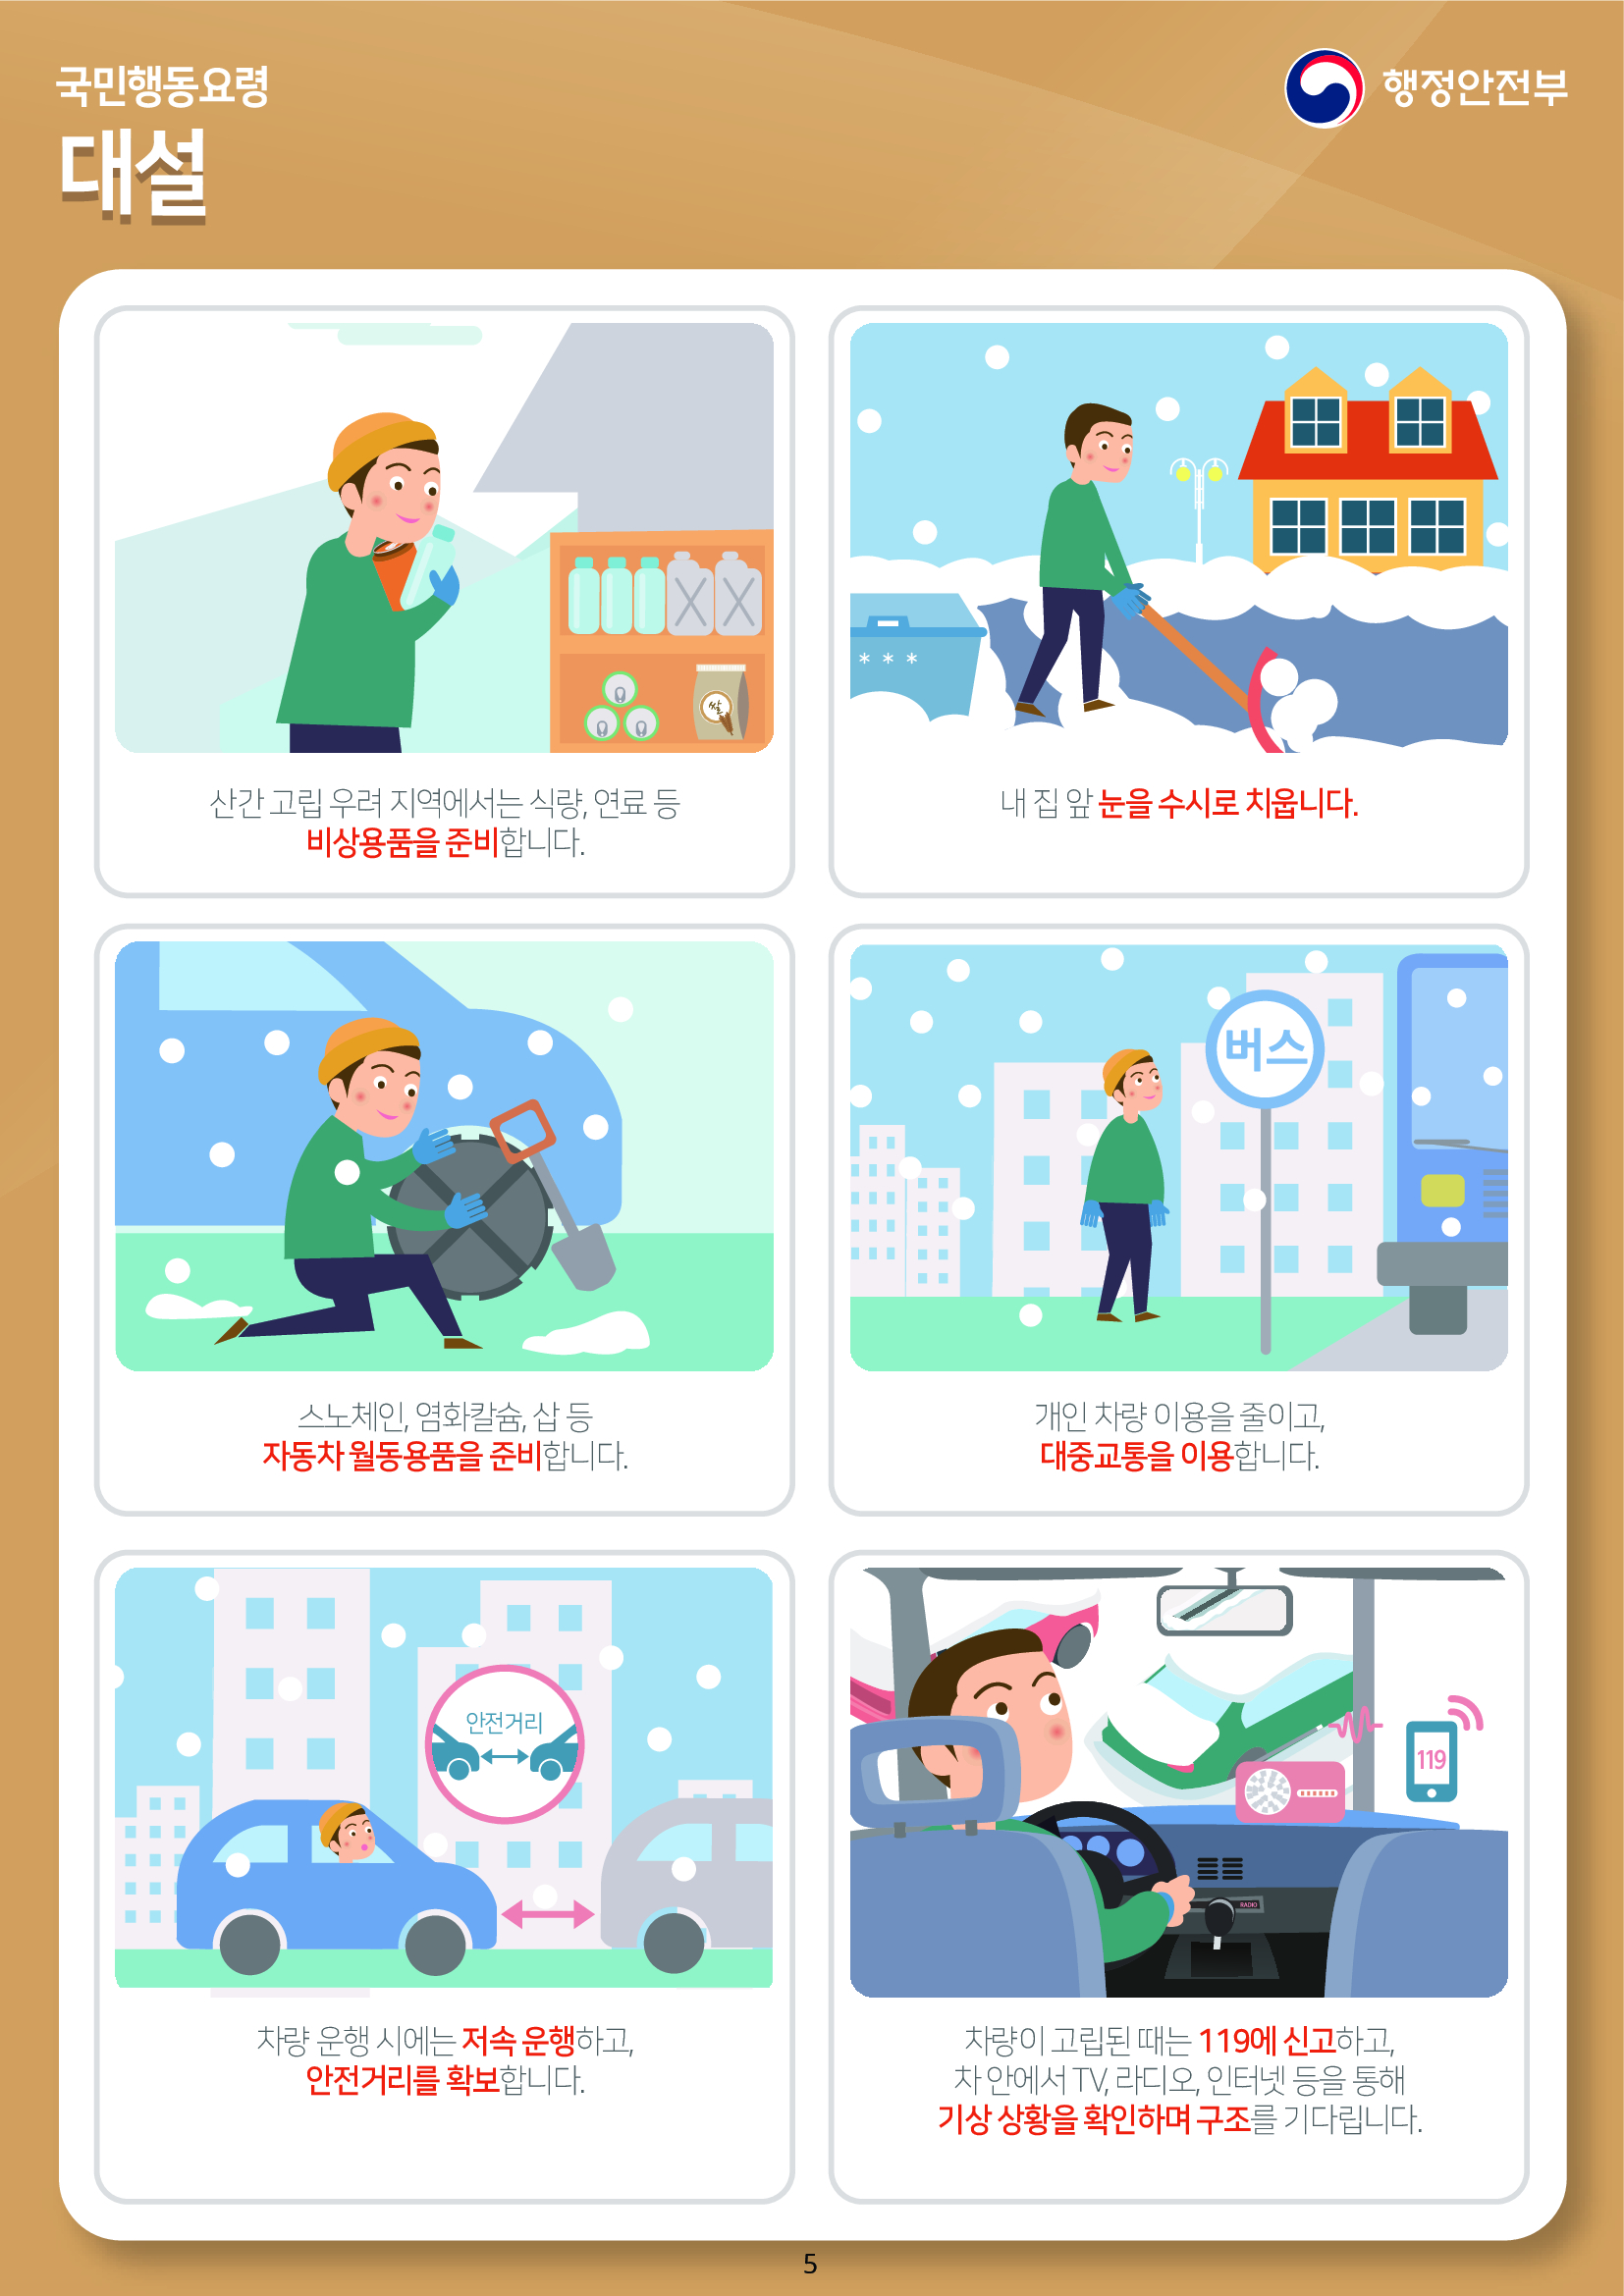 국민행동요령
대설
행정안전부
쌀
산간 고립 우려 지역에서는 식량, 연료 등
비상용품을 준비합니다.
내 집 앞 눈을 수시로 치웁니다.
스노체인, 염화칼슘, 삽 등
자동차 월동용품을 준비합니다.
버스
개인 차량 이용을 줄이고,
대중교통을 이용합니다.
안전거리
차량 운행 시에는 저속 운행하고,
안전거리를 확보합니다.
119
RADIO
차량이 고립된 때는 119에 신고하고,
차 안에서 TV, 라디오, 인터넷 등을 통해
기상 상황을 확인하며 구조를 기다립니다.
5